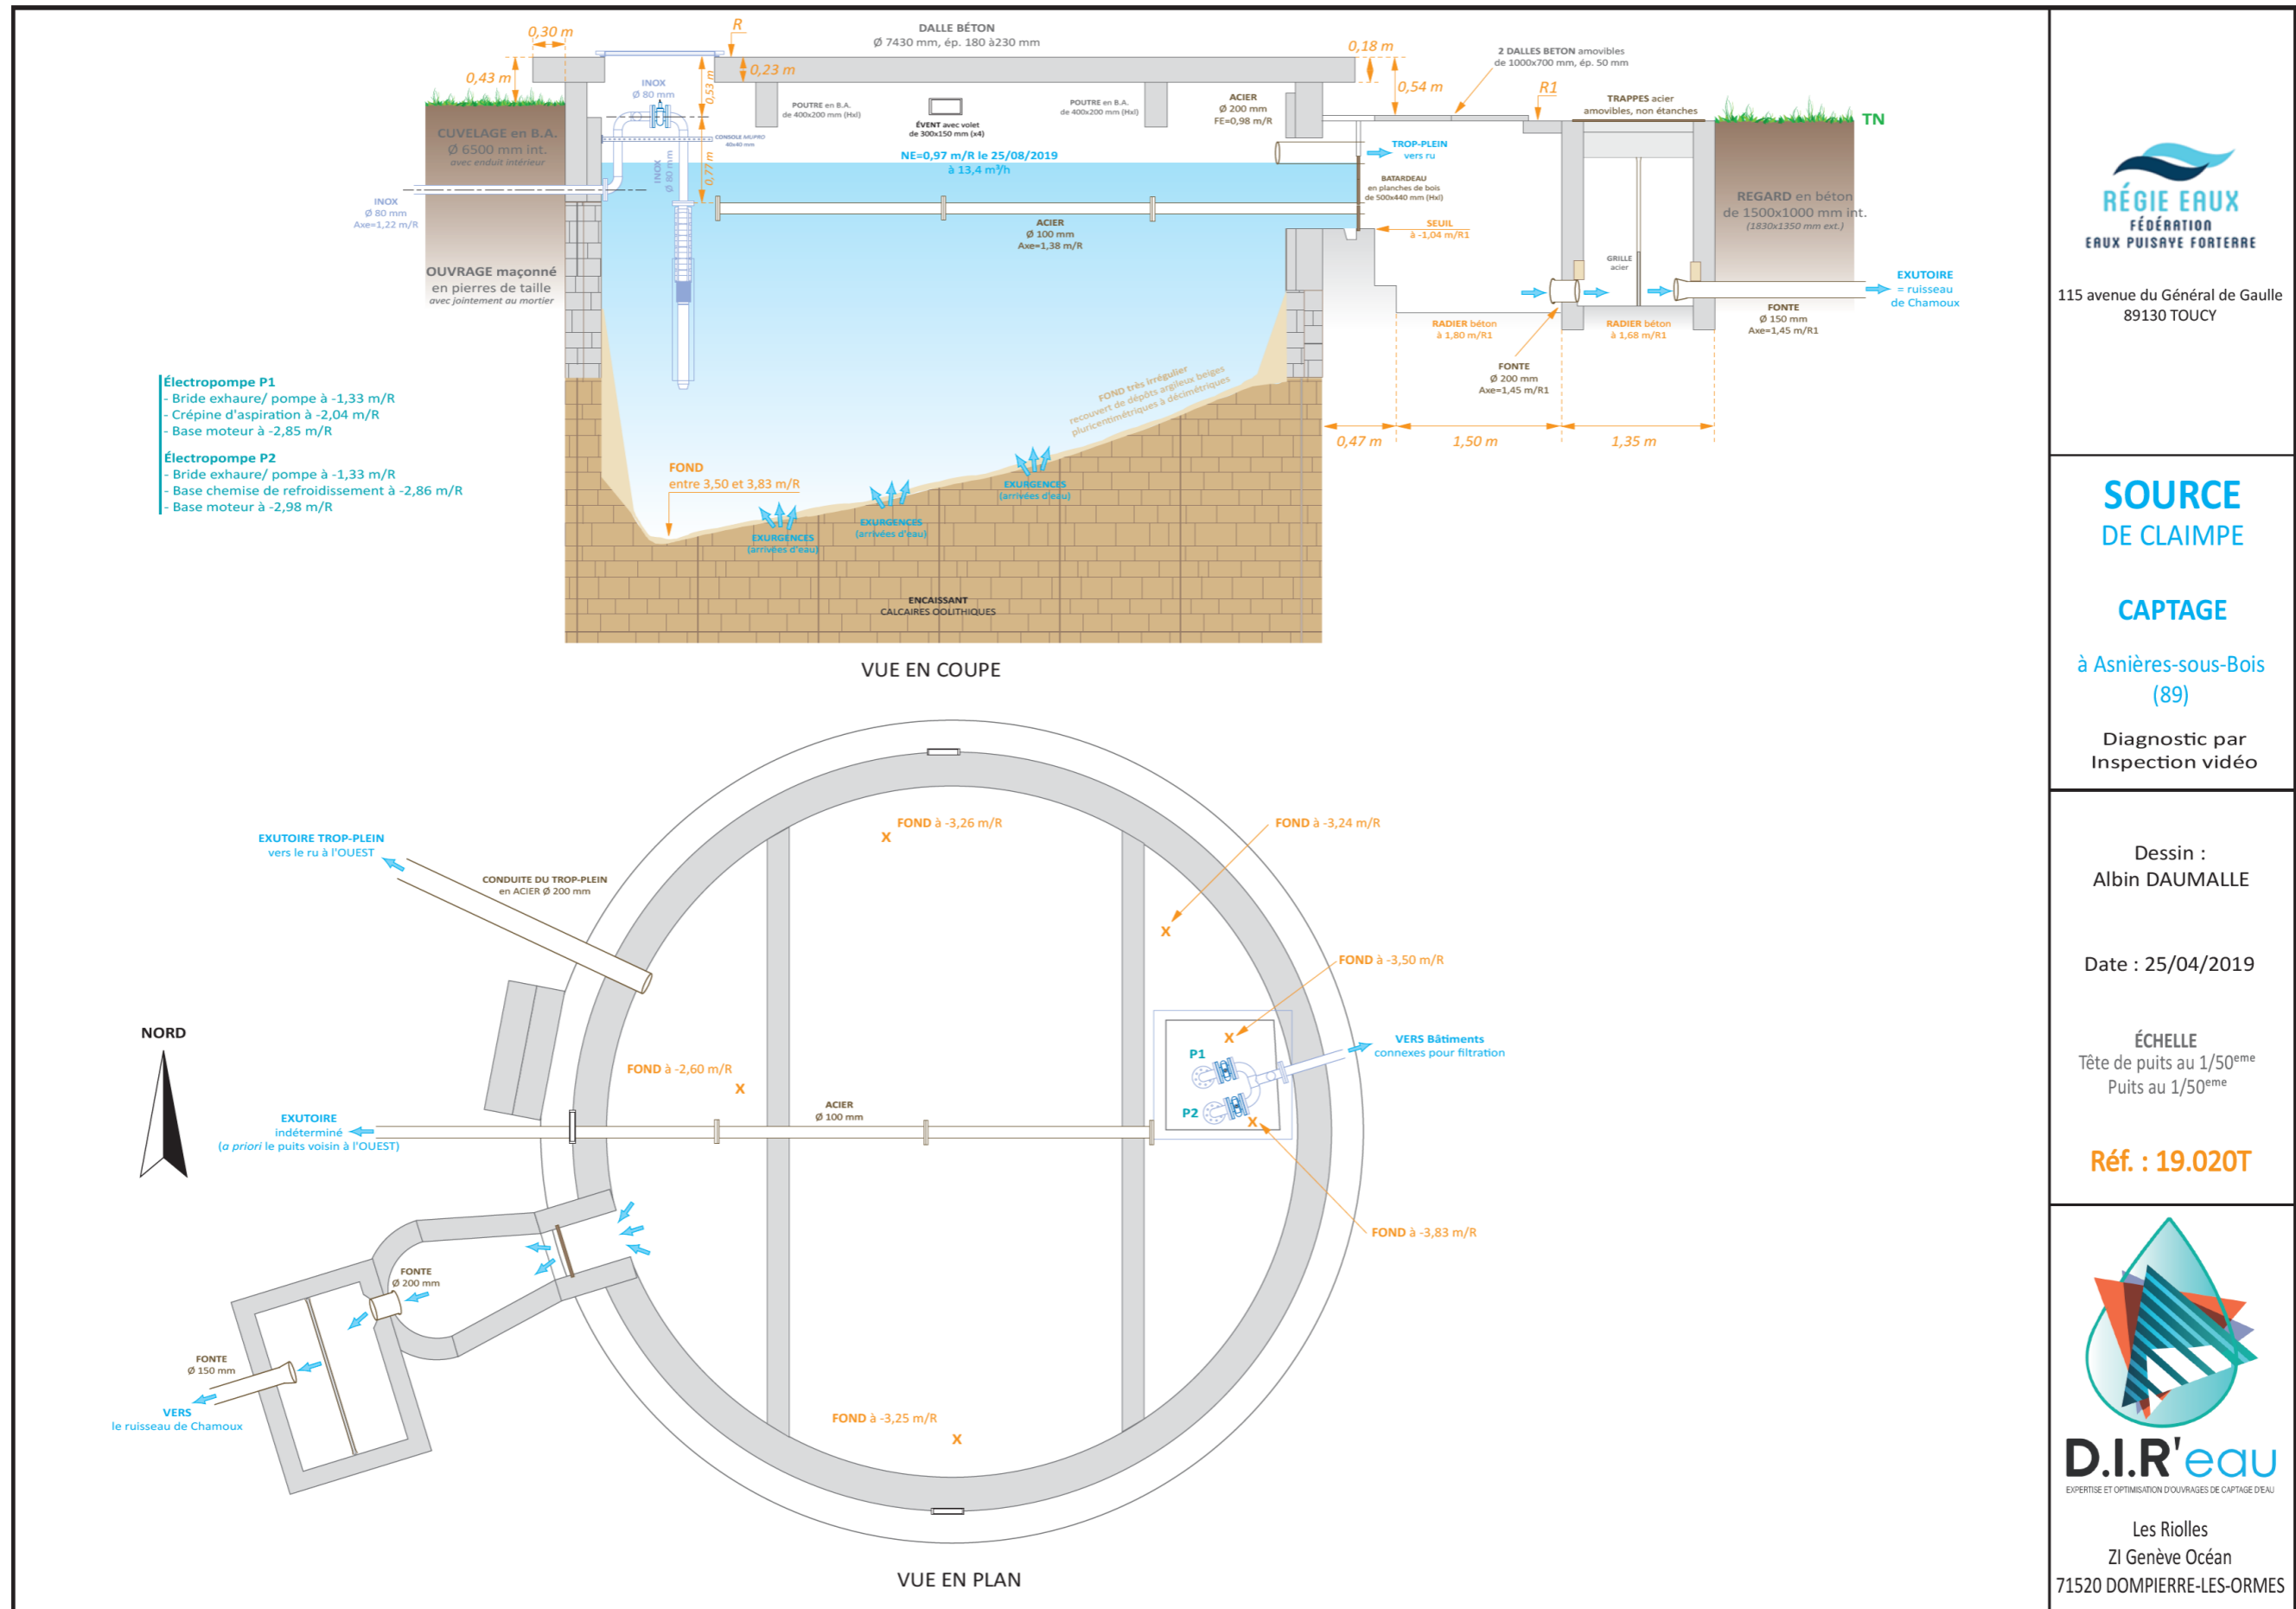 0,30 m
R
DALLE BÉTON
Ø 7430 mm, ép. 180 à230 mm
0,18 m
2 DALLES BETON amovibles
de 1000x700 mm, ép. 50 mm
0,43 m
0,23 m
0,53 m
0,54 m
R1
INOX
Ø 80 mm
POUTRE en B.A.
de 400x200 mm (Hxl)
ÉVENT avec volet
de 300x150 mm (x4)
POUTRE en B.A.
de 400x200 mm (Hxl)
ACIER
Ø 200 mm
FE=0,98 m/R
TRAPPES acier
amovibles, non étanches
TN
CUVELAGE en B.A.
Ø 6500 mm int.
avec enduit intérieur
CONSOLE MUPRO
40x40 mm
INOX
Ø 80 mm
0,77 m
NE=0,97 m/R le 25/08/2019
à 13,4 m³/h
TROP-PLEIN
vers ru
BATARDEAU
en planches de bois
de 500x440 mm (Hxl)
INOX
Ø 80 mm
Axe=1,22 m/R
ACIER
Ø 100 mm
Axe=1,38 m/R
SEUIL
à -1,04 m/R1
REGARD en béton
de 1500x1000 mm int.
(1830x1350 mm ext.)
OUVRAGE maçonné
en pierres de taille
avec jointement au mortier
GRILLE
acier
EXUTOIRE
= ruisseau
de Chamoux
RADIER béton
à 1,80 m/R1
RADIER béton
à 1,68 m/R1
FONTE
Ø 150 mm
Axe=1,45 m/R1
FONTE
Ø 200 mm
Axe=1,45 m/R1
0,47 m
1,50 m
1,35 m
Électropompe P1
- Bride exhaure/ pompe à -1,33 m/R
- Crépine d'aspiration à -2,04 m/R
- Base moteur à -2,85 m/R
Électropompe P2
- Bride exhaure/ pompe à -1,33 m/R
- Base chemise de refroidissement à -2,86 m/R
- Base moteur à -2,98 m/R
FOND très irrégulier
recouvert de dépôts argileux beiges
pluricentimétriques à décimétriques
FOND
entre 3,50 et 3,83 m/R
EXURGENCES
(arrivées d'eau)
EXURGENCES
(arrivées d'eau)
EXURGENCES
(arrivées d'eau)
ENCAISSANT
CALCAIRES OOLITHIQUES
VUE EN COUPE
EXUTOIRE TROP-PLEIN
vers le ru à l'OUEST
CONDUITE DU TROP-PLEIN
en ACIER Ø 200 mm
FOND à -3,26 m/R
X
FOND à -3,24 m/R
X
FOND à -3,50 m/R
X
NORD
VERS Bâtiments
connexes pour filtration
P1
P2
FOND à -2,60 m/R
X
X
ACIER
Ø 100 mm
EXUTOIRE
indéterminé
(a priori le puits voisin à l'OUEST)
FOND à -3,83 m/R
FONTE
Ø 200 mm
FONTE
Ø 150 mm
VERS
le ruisseau de Chamoux
FOND à -3,25 m/R
X
VUE EN PLAN
RÉGIE EAUX
FÉDÉRATION
EAUX PUISAYE FORTERRE
115 avenue du Général de Gaulle
89130 TOUCY
SOURCE
DE CLAIMPE
CAPTAGE
à Asnières-sous-Bois
(89)
Diagnostic par
Inspection vidéo
Dessin :
Albin DAUMALLE
Date : 25/04/2019
ÉCHELLE
Tête de puits au 1/50eme
Puits au 1/50eme
Réf. : 19.020T
D.I.R'eau
EXPERTISE ET OPTIMISATION D'OUVRAGES DE CAPTAGE D'EAU
Les Riolles
ZI Genève Océan
71520 DOMPIERRE-LES-ORMES